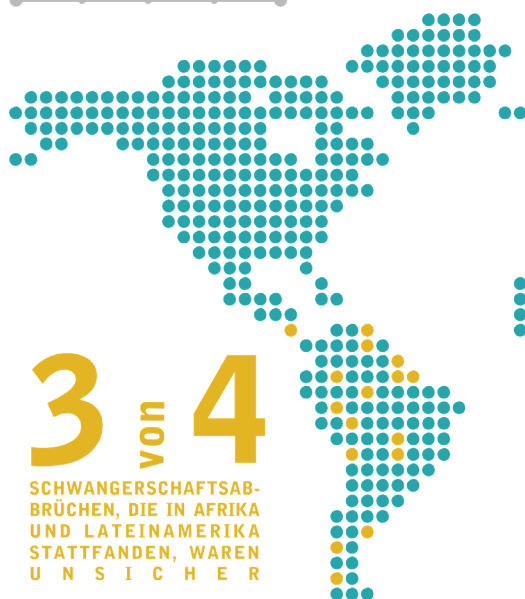 3 von 4
SCHWANGERSCHAFTSAB-
BRÜCHEN, DIE IN AFRIKA
UND LATEINAMERIKA
STATTFANDEN, WAREN
UNSICHER